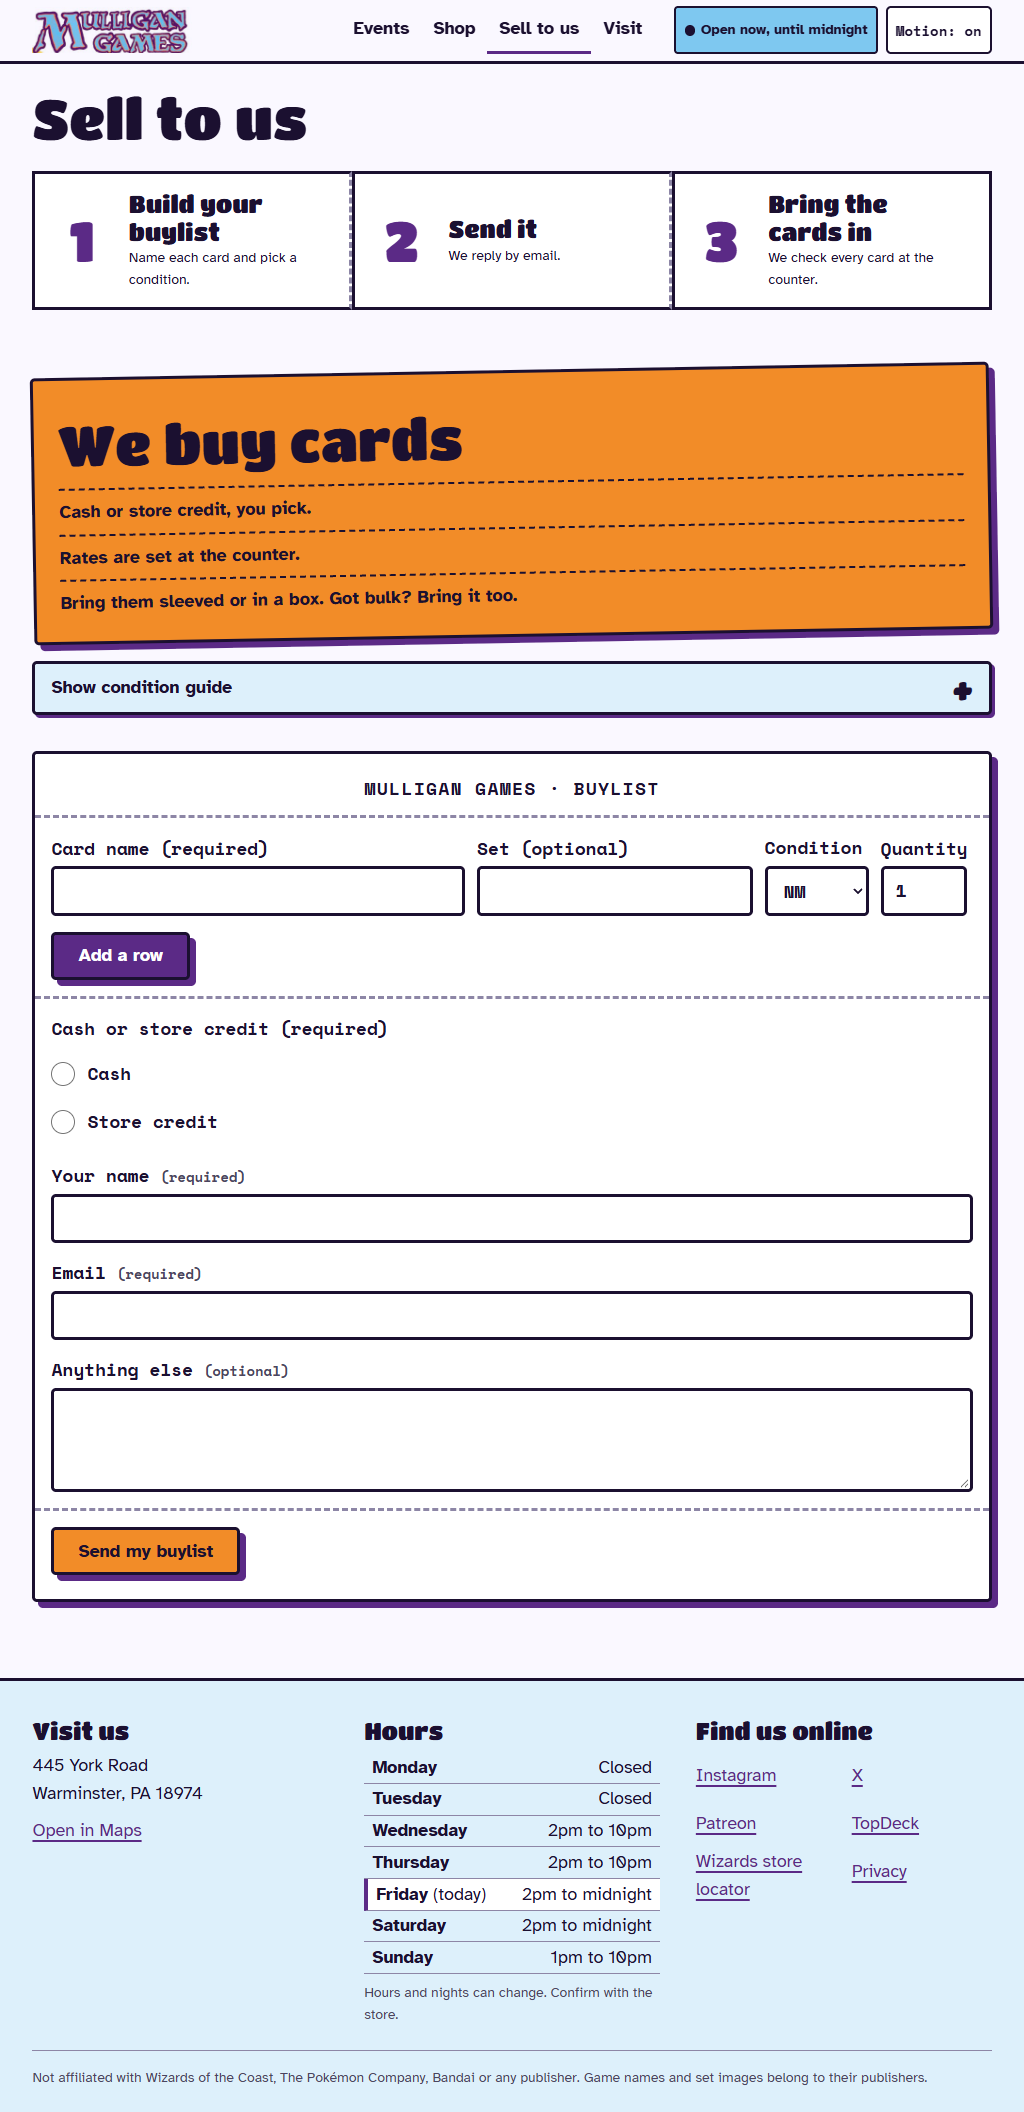 MULLIGAN GAMES
Events Shop Sell to us Visit Open now, until midnight Motion: on
Sell to us
1 Build your buylist
Name each card and pick a condition.
2 Send it
We reply by email.
3 Bring the cards in
We check every card at the counter.
We buy cards
Cash or store credit, you pick.
Rates are set at the counter.
Bring them sleeved or in a box. Got bulk? Bring it too.
Show condition guide
MULLIGAN GAMES · BUYLIST
Card name (required) Set (optional) Condition Quantity
NM 1
Add a row
Cash or store credit (required)
Cash
Store credit
Your name (required)
Email (required)
Anything else (optional)
Send my buylist
Visit us
445 York Road
Warminster, PA 18974
Open in Maps
Hours
Monday Closed
Tuesday Closed
Wednesday 2pm to 10pm
Thursday 2pm to 10pm
Friday (today) 2pm to midnight
Saturday 2pm to midnight
Sunday 1pm to 10pm
Hours and nights can change. Confirm with the
store.
Find us online
Instagram X
Patreon TopDeck
Wizards store locator Privacy
Not affiliated with Wizards of the Coast, The Pokémon Company, Bandai or any publisher. Game names and set images belong to their publishers.